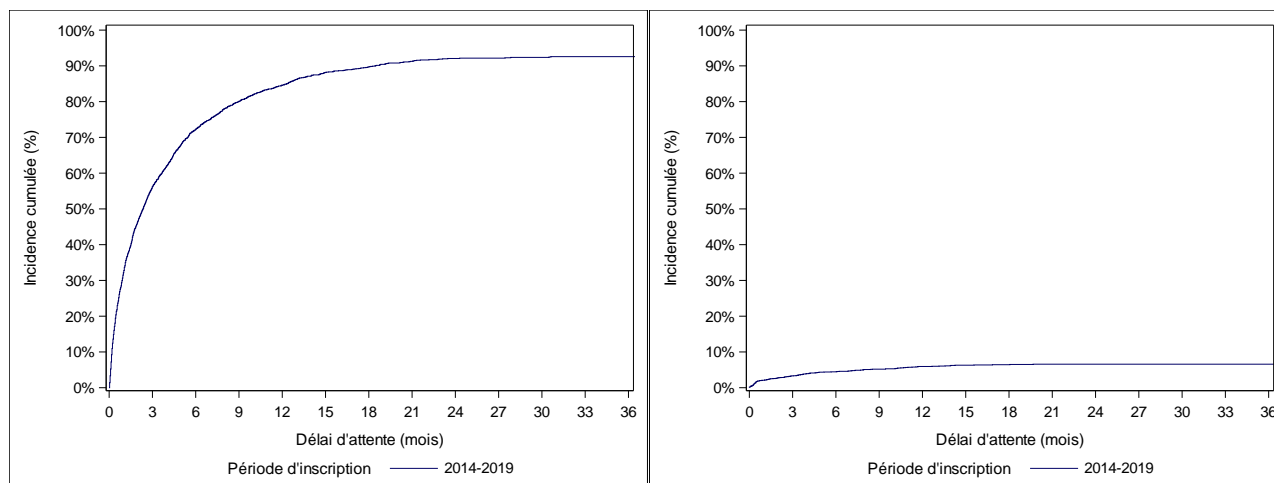 100%
90%
80%
70%
60%
50%
40%
30%
20%
10%
0%
Incidence cumulée (%)
0 3 6 9 12 15 18 21 24 27 30 33 36
Délai d'attente (mois)
Période d'inscription 2014-2019
100%
90%
80%
70%
60%
50%
40%
30%
20%
10%
0%
Incidence cumulée (%)
0 3 6 9 12 15 18 21 24 27 30 33 36
Délai d'attente (mois)
Période d'inscription 2014-2019